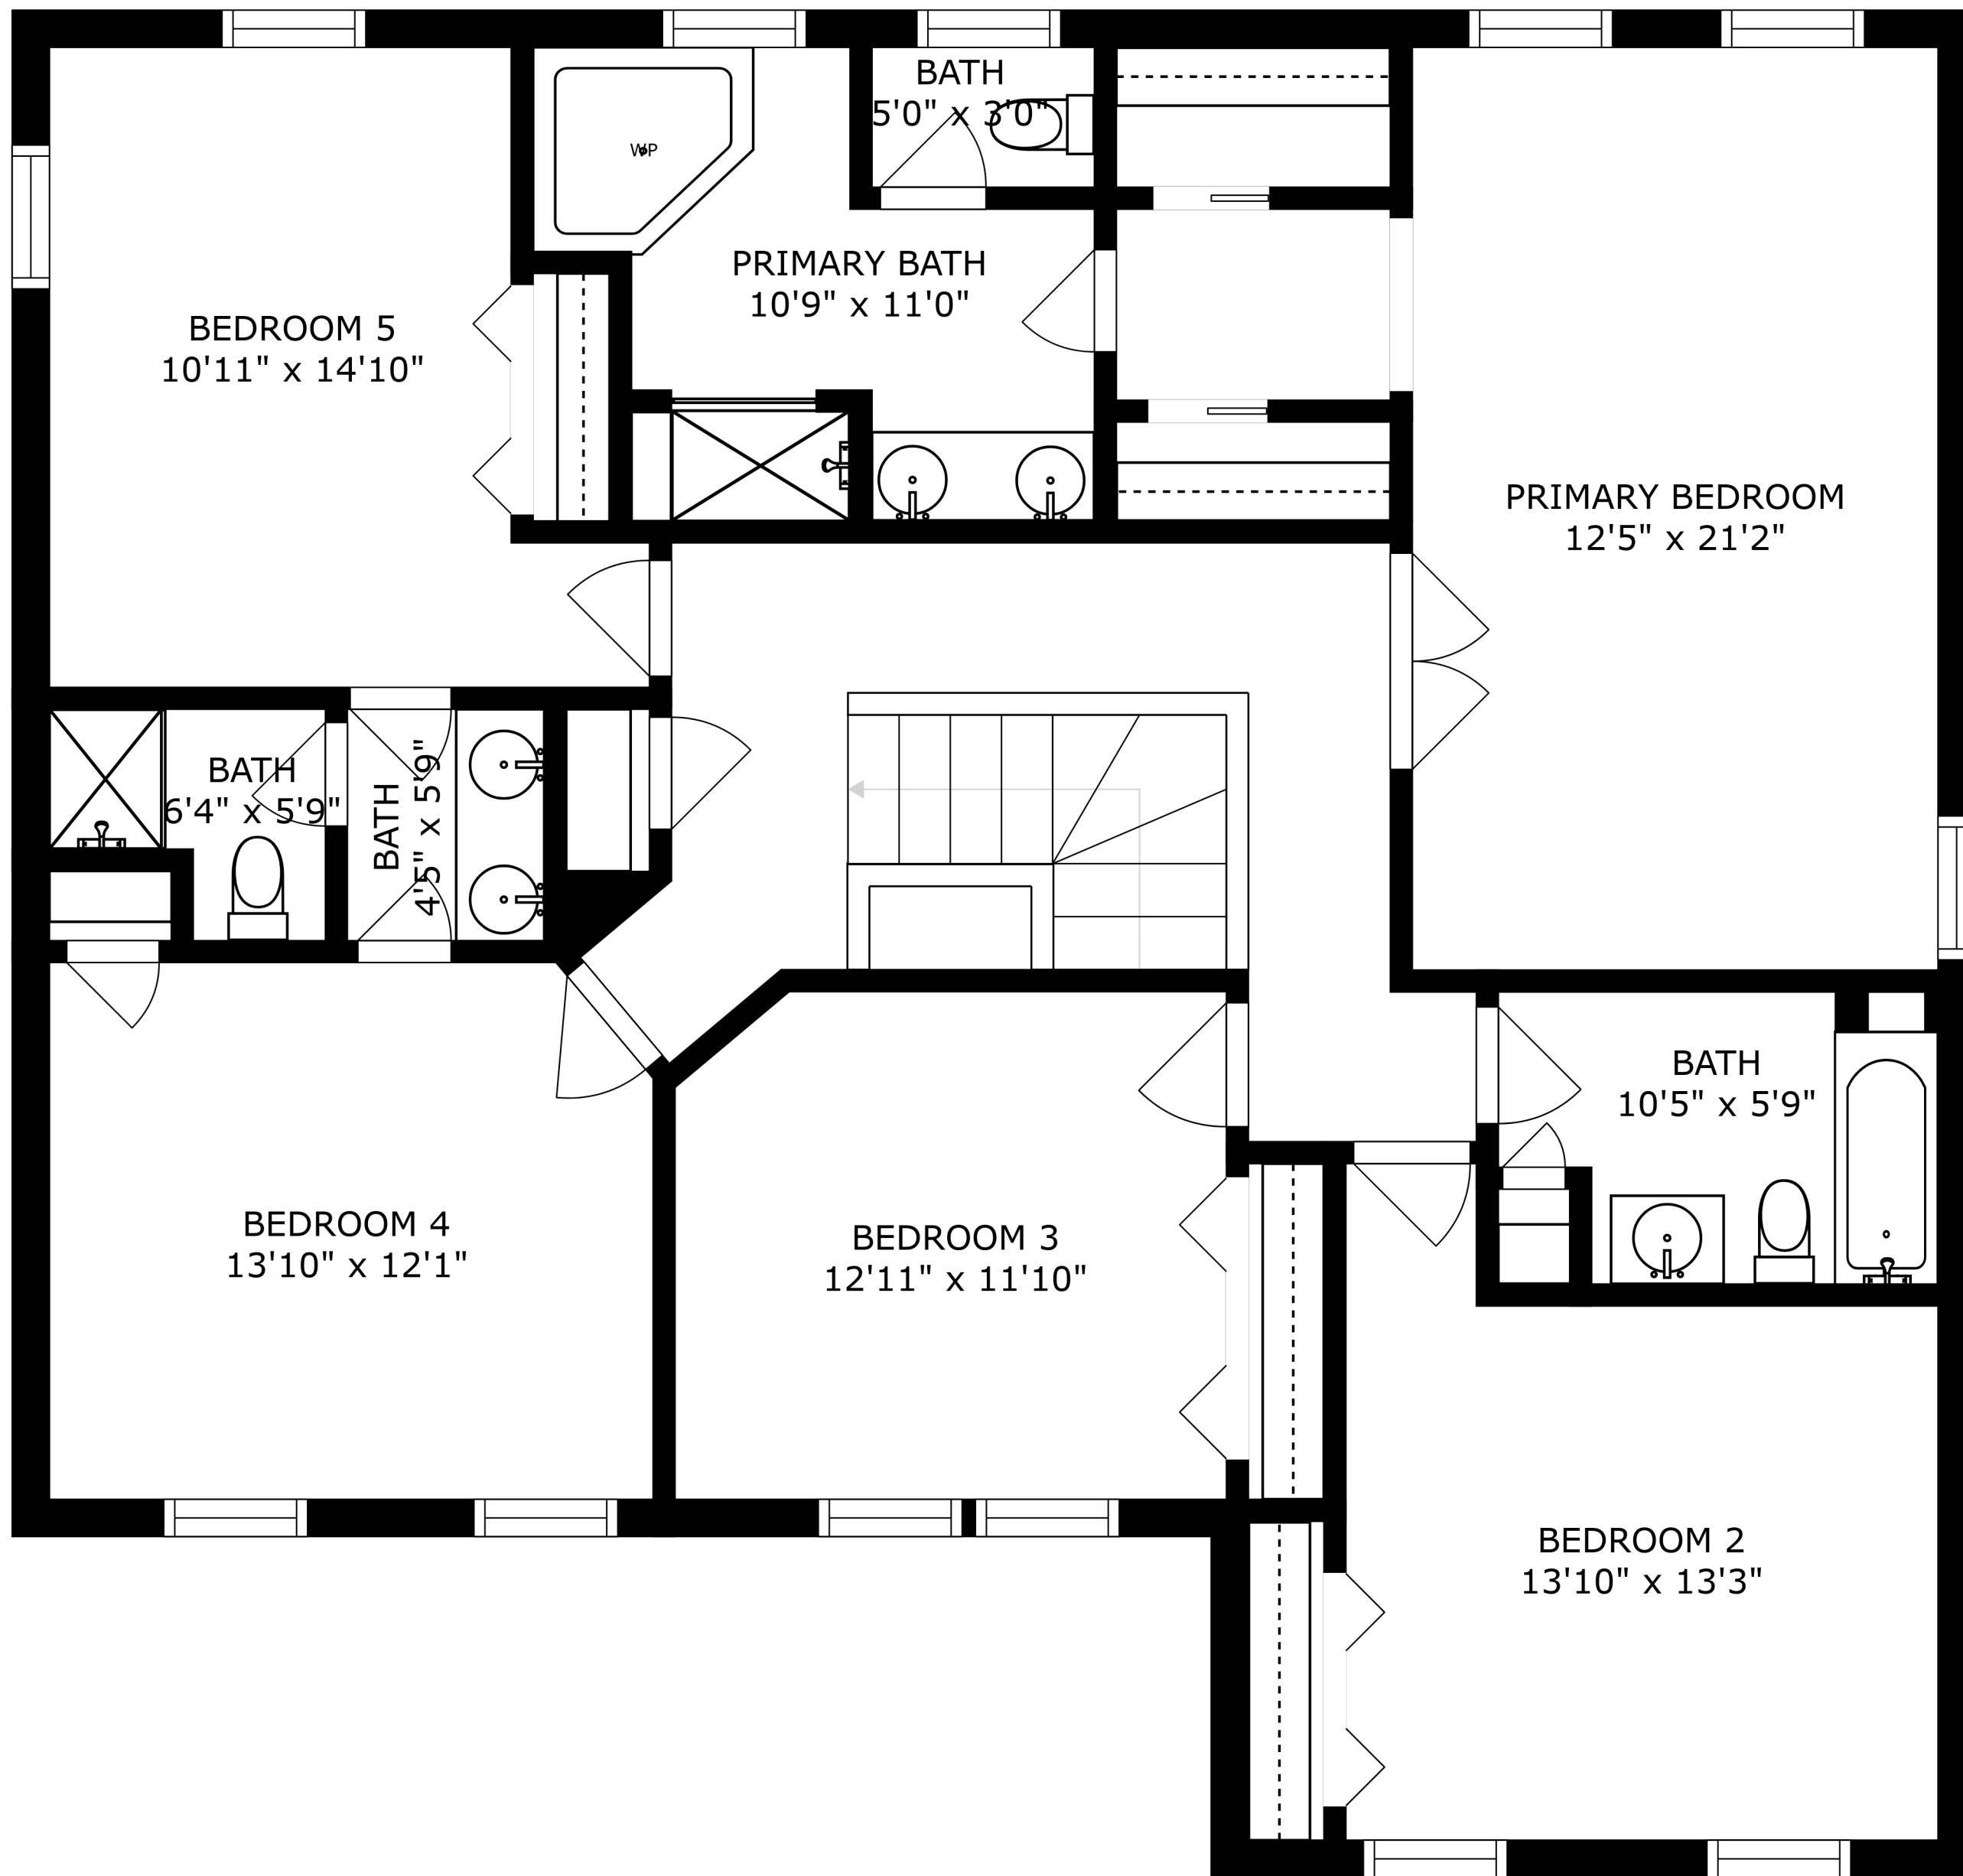 BATH
5'0" x 3'0"
WP
PRIMARY BATH
10'9" x 11'0"
BEDROOM 5
10'11" x 14'10"
PRIMARY BEDROOM
12'5" x 21'2"
BATH
6'4" x 5'9"
BATH
4'5" x 5'9"
BATH
10'5" x 5'9"
BEDROOM 4
13'10" x 12'1"
BEDROOM 3
12'11" x 11'10"
BEDROOM 2
13'10" x 13'3"